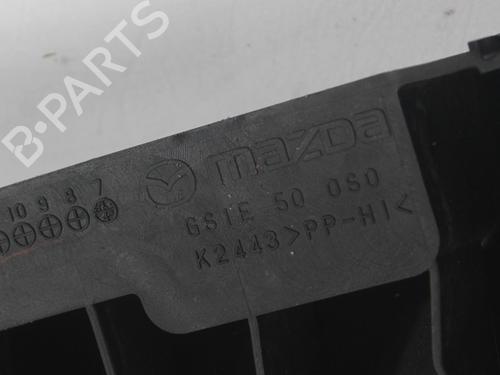 B·PARTS
mazda
10 9 8 7
GS1E 50 0S0
K2443 >PP-HI<